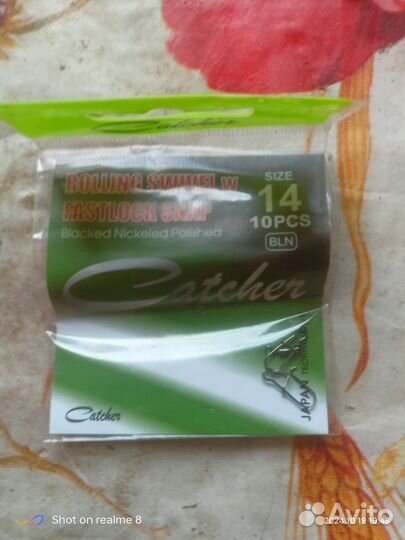 Catcher
ROLLING SWIVEL w
FASTLOCK SNAP
Blacked Nickeled Polished
SIZE
14
10PCS
BLN
Catcher
Catcher
JAPAN
Shot on realme 8
Avito